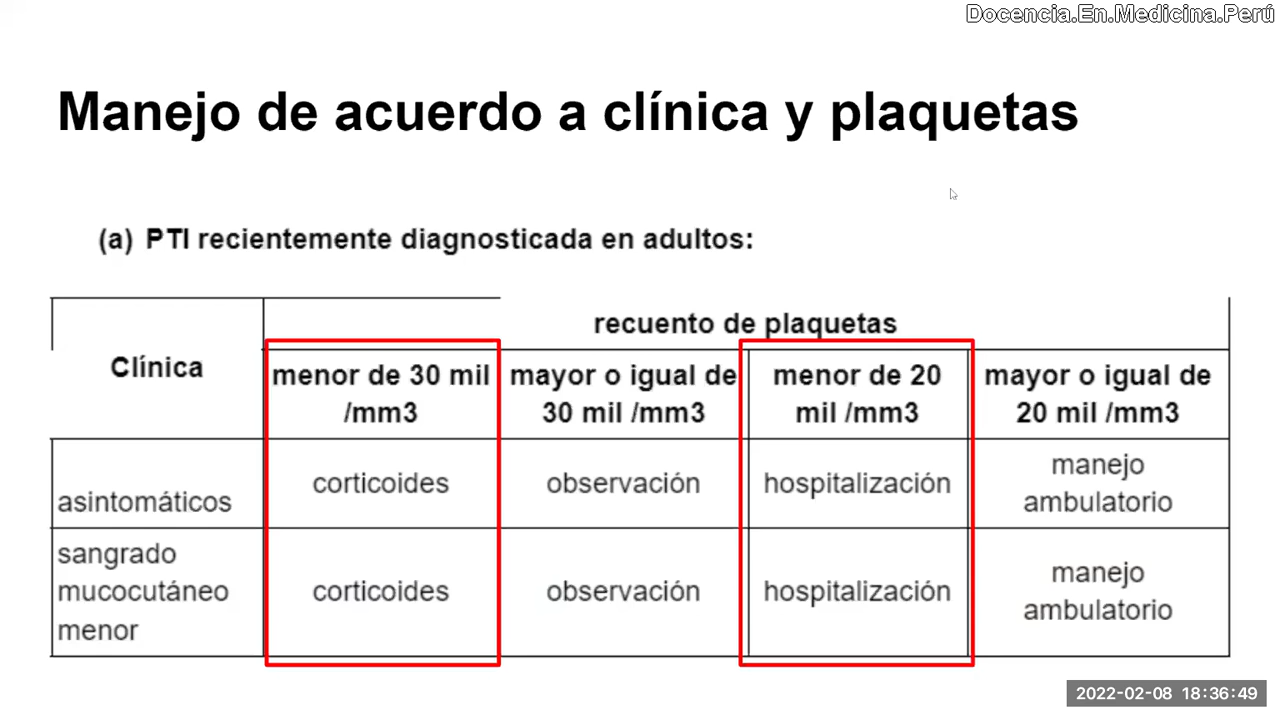 Docencia.En.Medicina.Perú
Manejo de acuerdo a clínica y plaquetas
(a) PTI recientemente diagnosticada en adultos:
recuento de plaquetas
Clínica
menor de 30 mil
/mm3
mayor o igual de
30 mil /mm3
menor de 20
mil /mm3
mayor o igual de
20 mil /mm3
asintomáticos
corticoides
observación
hospitalización
manejo
ambulatorio
sangrado
mucocutáneo
menor
corticoides
observación
hospitalización
manejo
ambulatorio
2022-02-08 18:36:49